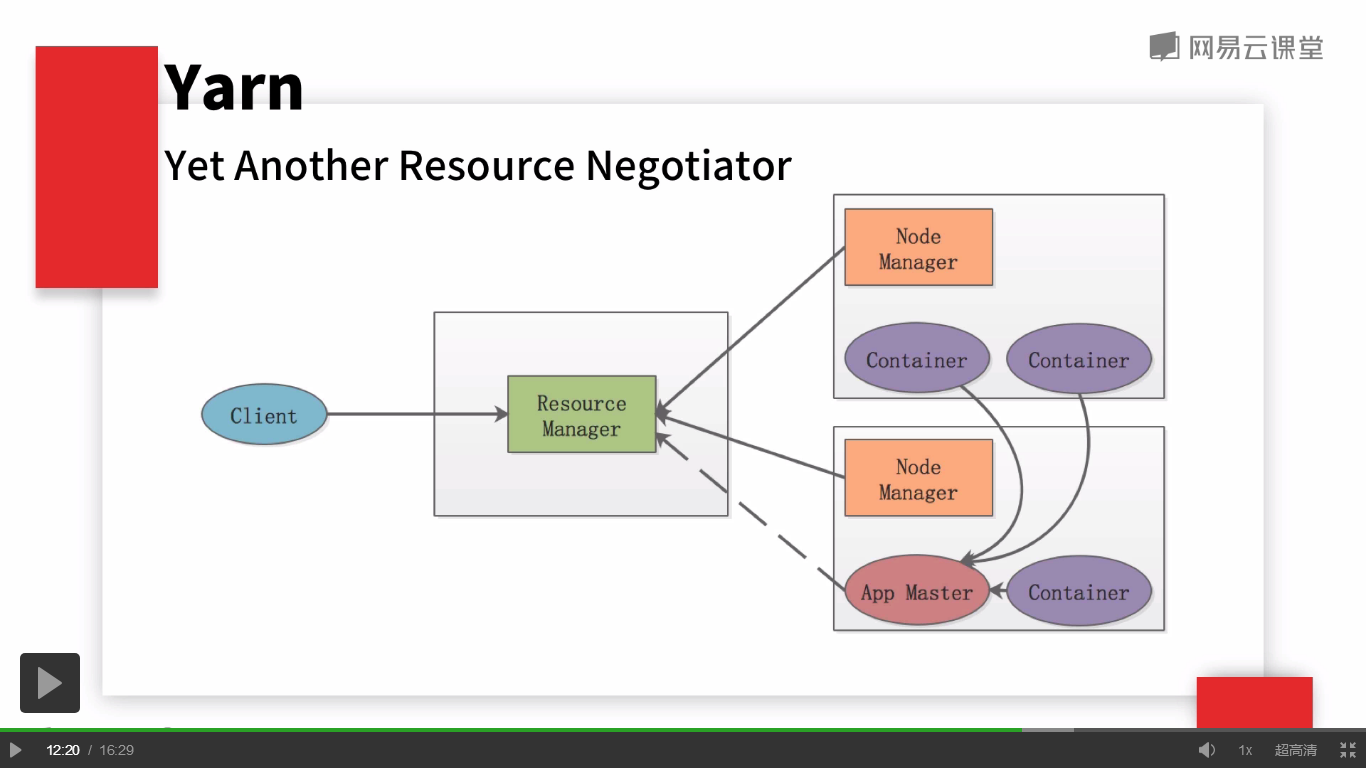 网易云课堂
Yarn
Yet Another Resource Negotiator
Node
Manager
Container
Container
Client
Resource
Manager
Node
Manager
App Master
Container
12:20 / 16:29
1x
超高清